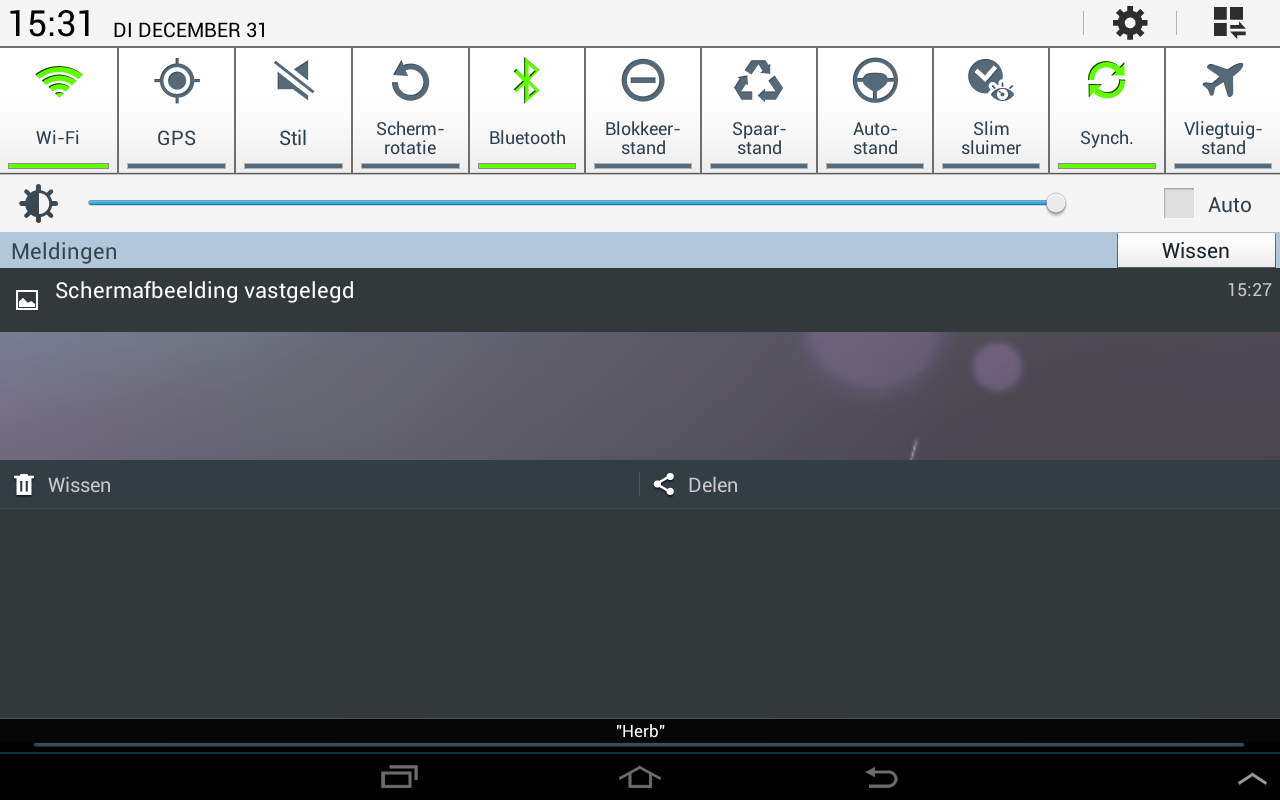 15:31 DI DECEMBER 31
Wi-Fi
GPS
Stil
Scherm-
rotatie
Bluetooth
Blokkeer-
stand
Spaar-
stand
Auto-
stand
Slim
sluimer
Synch.
Vliegtuig-
stand
Auto
Meldingen
Wissen
Schermafbeelding vastgelegd
15:27
Wissen
Delen
"Herb"